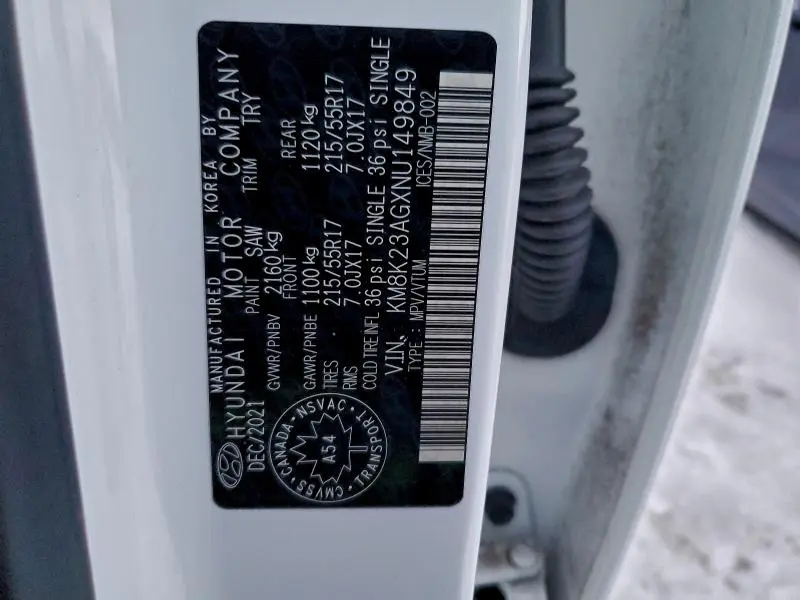 MANUFACTURED IN KOREA BY
HYUNDAI MOTOR COMPANY
DEC/2021 PAINT SAW TRIM TRY
GVWR/PNBV 2160kg
FRONT REAR
GAWR/PNBE 1100kg 1120kg
TIRES 215/55R17 215/55R17
RIMS 7.0JX17 7.0JX17
COLD TIRE INFL 36 psi SINGLE 36 psi SINGLE
VIN: KM8K23AGXNU149849
TYPE: MPV/VTUM ICES/NMB-002
CANADA·NSVAC·
TRANSPORT·
CMVSS·
A54